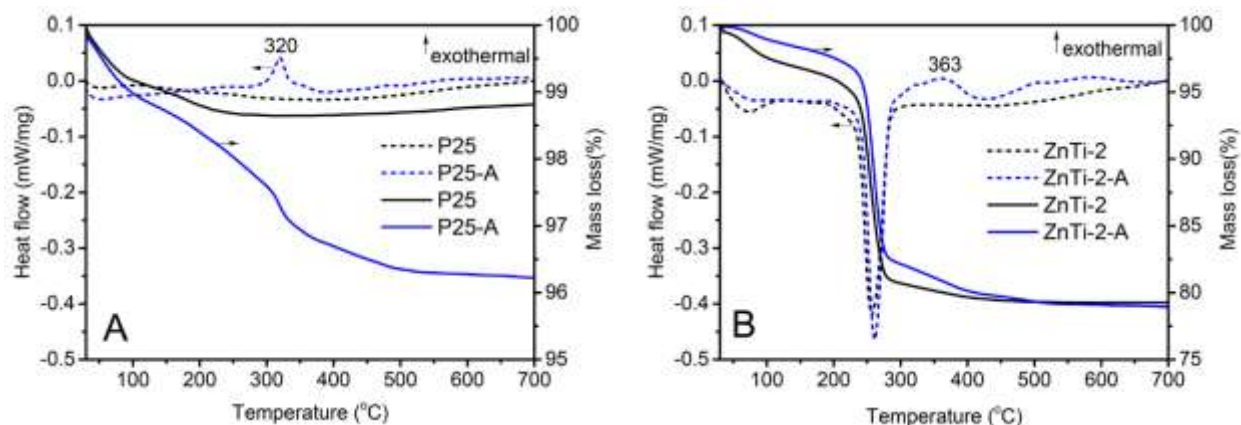 0.1
0.0
-0.1
-0.2
-0.3
-0.4
-0.5
Heat flow (mW/mg)
100
99
98
97
96
95
Mass loss(%)
320
exothermal
P25
P25-A
P25
P25-A
A
100 200 300 400 500 600 700
Temperature (°C)
0.1
0.0
-0.1
-0.2
-0.3
-0.4
-0.5
Heat flow (mW/mg)
100
95
90
85
80
75
Mass loss(%)
363
exothermal
ZnTi-2
ZnTi-2-A
ZnTi-2
ZnTi-2-A
B
100 200 300 400 500 600 700
Temperature (°C)